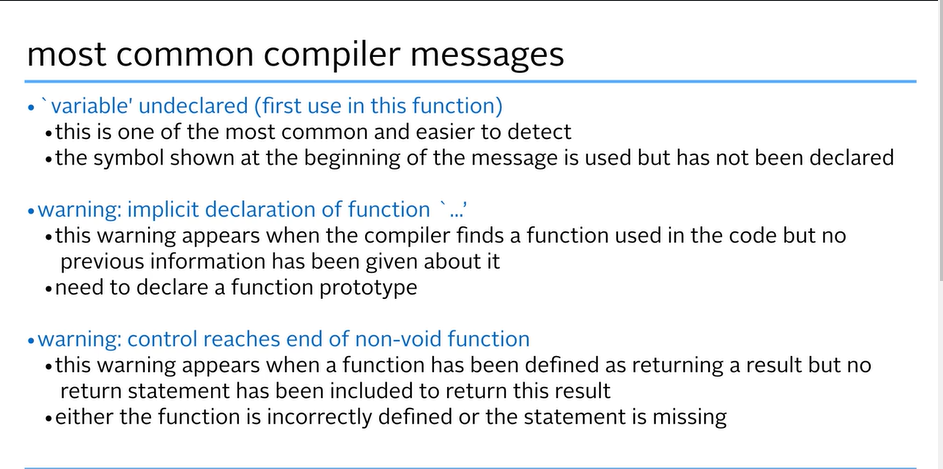 most common compiler messages
•`variable' undeclared (first use in this function)
•this is one of the most common and easier to detect
•the symbol shown at the beginning of the message is used but has not been declared
•warning: implicit declaration of function `...’
•this warning appears when the compiler finds a function used in the code but no
previous information has been given about it
•need to declare a function prototype
•warning: control reaches end of non-void function
•this warning appears when a function has been defined as returning a result but no
return statement has been included to return this result
•either the function is incorrectly defined or the statement is missing